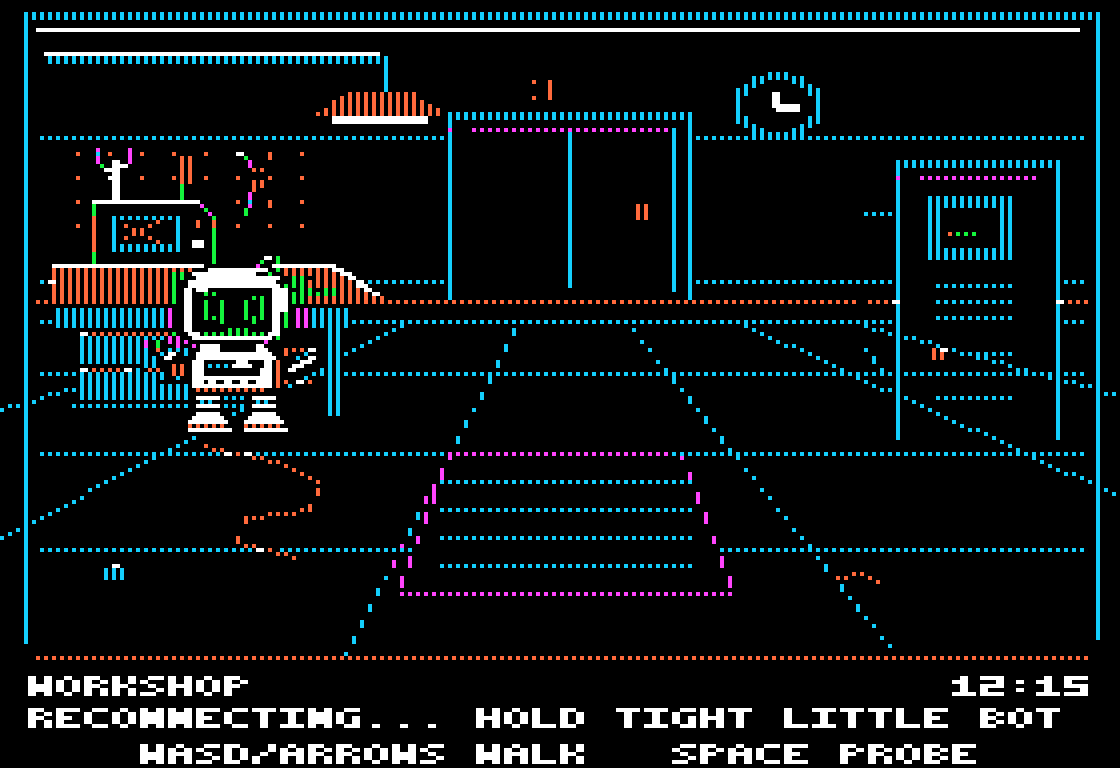 WORKSHOP 12:15
RECONNECTING... HOLD TIGHT LITTLE BOT
WASD/ARROWS WALK SPACE PROBE